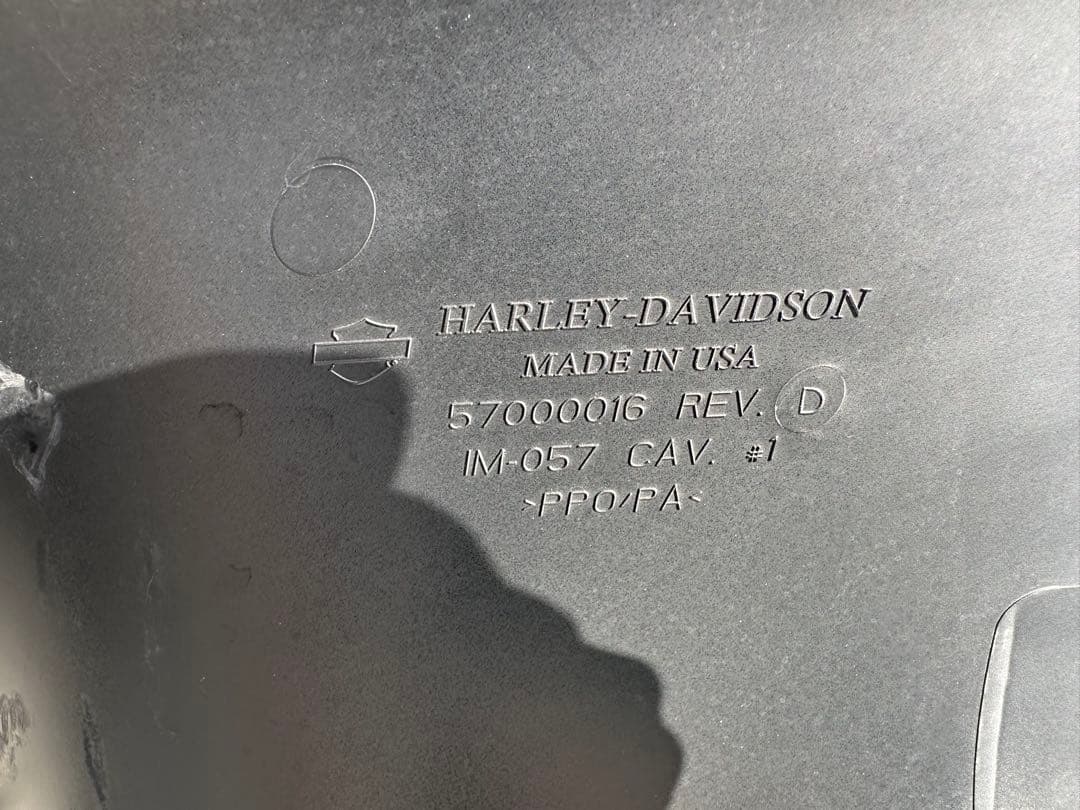 HARLEY-DAVIDSON
MADE IN USA
57000016 REV. D
IM-057 CAV. #1
>PPO/PA<